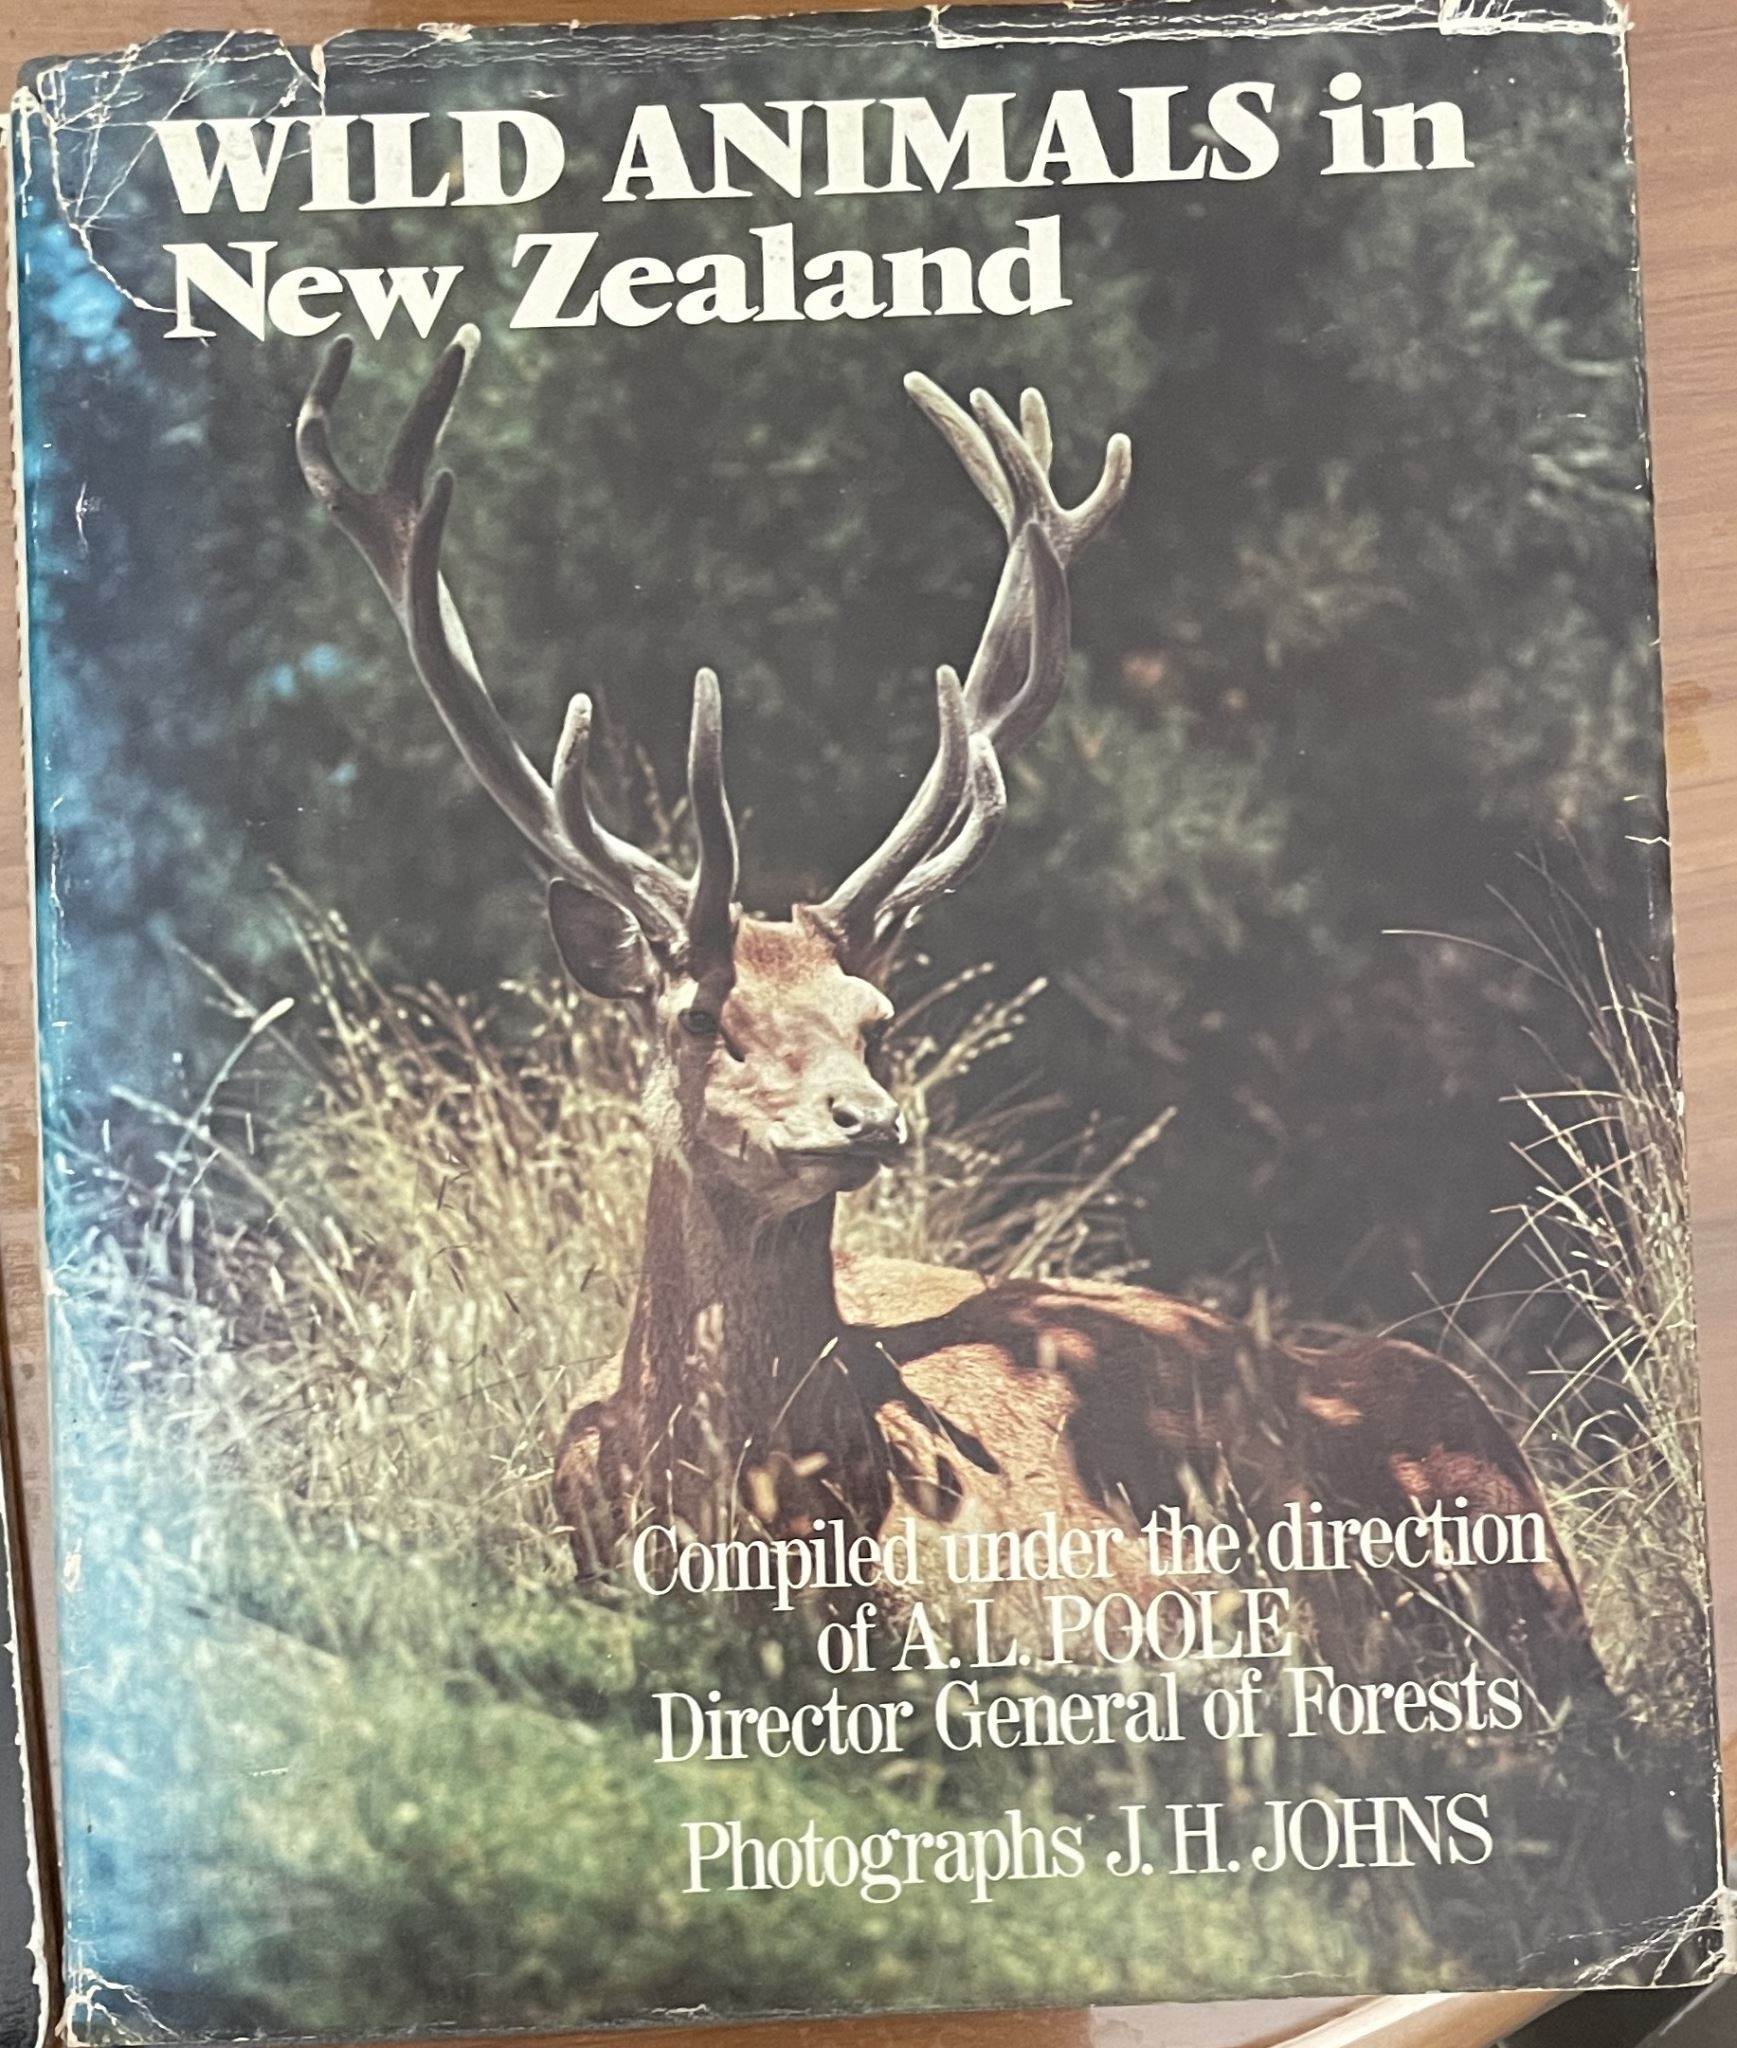 WILD ANIMALS in
New Zealand
Compiled under the direction
of A. L. POOLE
Director General of Forests
Photographs J. H. JOHNS